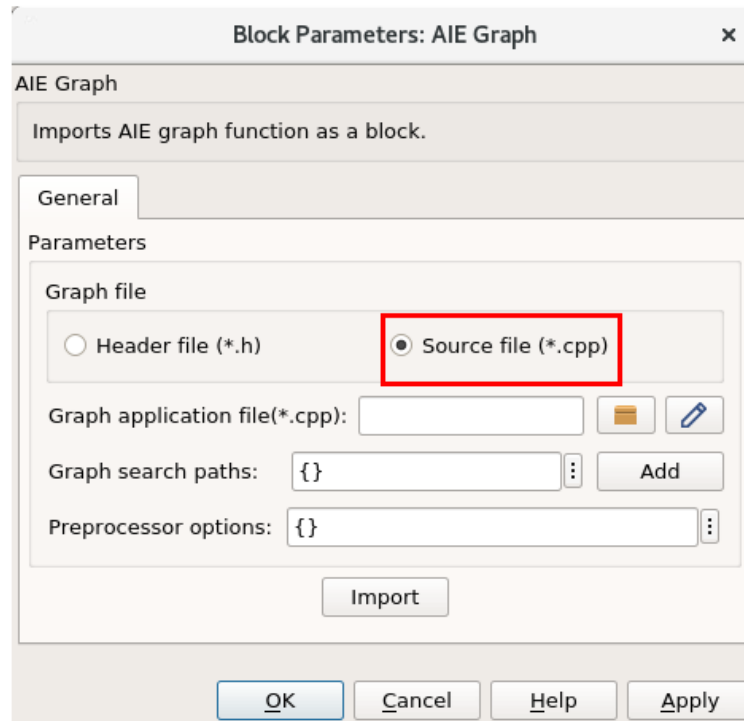 Block Parameters: AIE Graph ×
AIE Graph
Imports AIE graph function as a block.
General
Parameters
Graph file
Header file (*.h) Source file (*.cpp)
Graph application file(*.cpp):
Graph search paths: {} Add
Preprocessor options: {}
Import
OK Cancel Help Apply